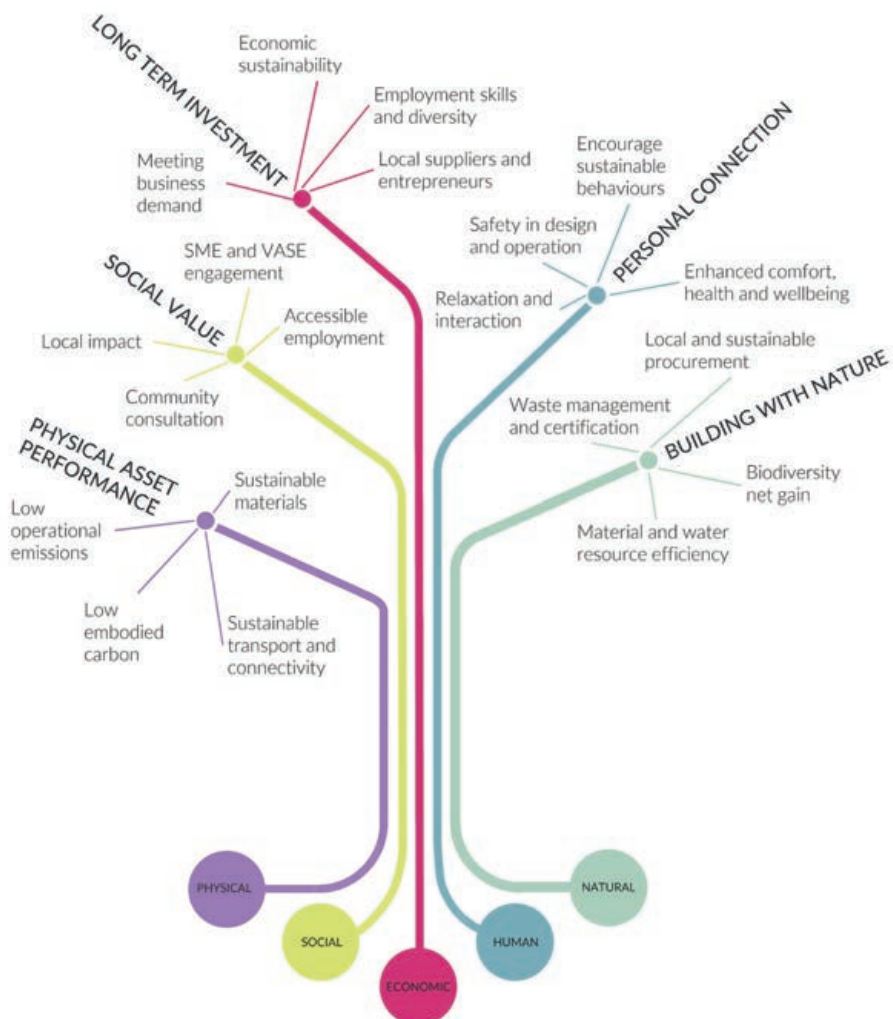 LONG TERM INVESTMENT
Economic
sustainability
Employment skills
and diversity
Local suppliers and
entrepreneurs
Meeting
business
demand
SOCIAL VALUE
SME and VASE
engagement
Accessible
employment
Local impact
Community
consultation
PHYSICAL ASSET
PERFORMANCE
Sustainable
materials
Low
operational
emissions
Low
embodied
carbon
Sustainable
transport and
connectivity
PERSONAL CONNECTION
Encourage
sustainable
behaviours
Safety in design
and operation
Relaxation and
interaction
Enhanced comfort,
health and wellbeing
BUILDING WITH NATURE
Local and sustainable
procurement
Waste management
and certification
Biodiversity
net gain
Material and water
resource efficiency
PHYSICAL
SOCIAL
ECONOMIC
HUMAN
NATURAL